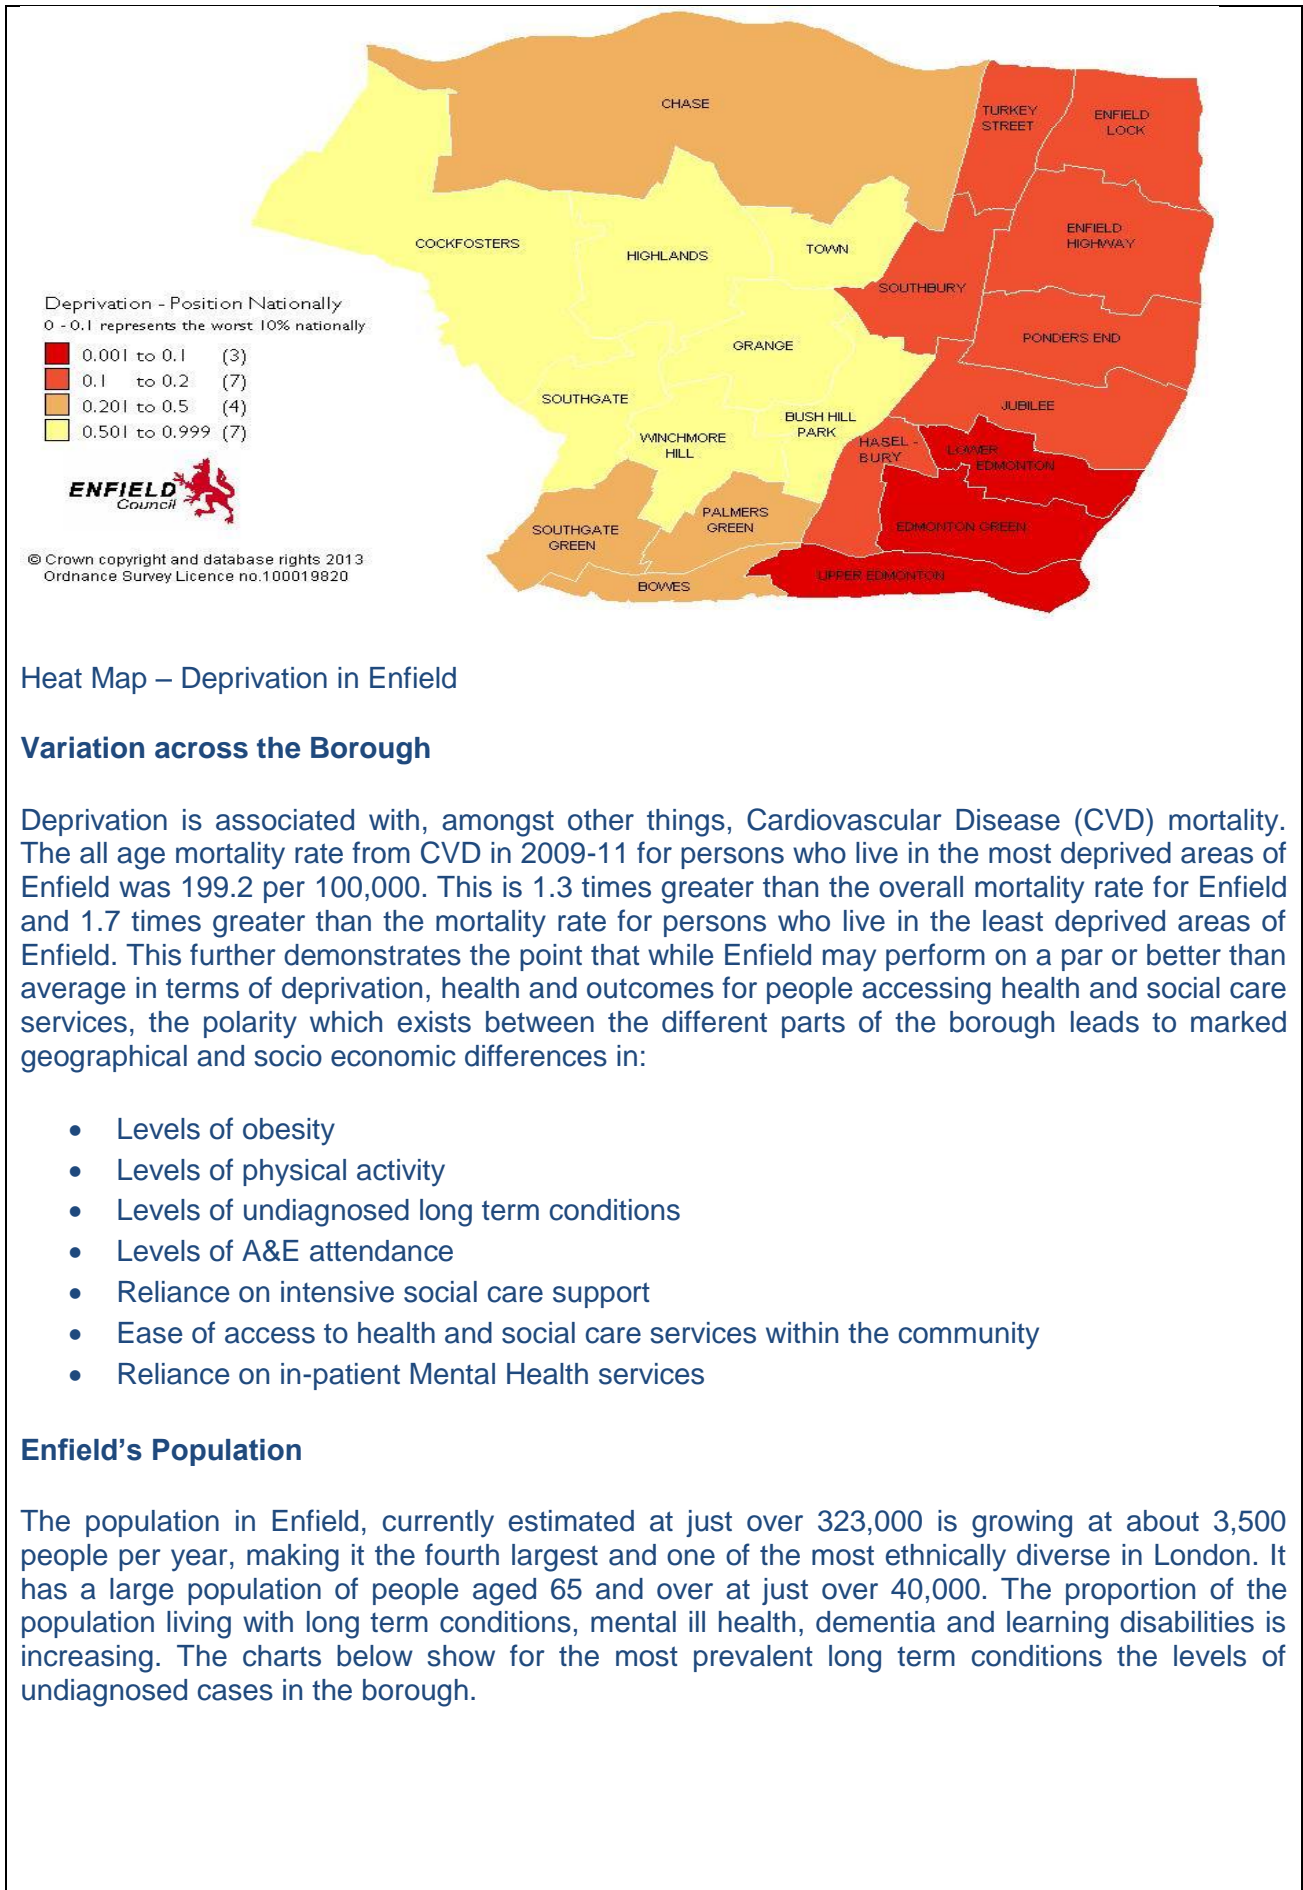 CHASE
TURKEY
STREET
ENFIELD
LOCK
COCKFOSTERS
HIGHLANDS
TOWN
ENFIELD
HIGHWAY
SOUTHBURY
Deprivation - Position Nationally
0 - 0.1 represents the worst 10% nationally
0.001 to 0.1 (3)
0.1 to 0.2 (7)
0.201 to 0.5 (4)
0.501 to 0.999 (7)
GRANGE
PONDERS END
SOUTHGATE
JUBILEE
BUSH HILL
PARK
WINCHMORE
HILL
HASEL -
BURY
LOWER
EDMONTON
ENFIELD
Council
PALMERS
GREEN
SOUTHGATE
GREEN
EDMONTON GREEN
BOWES
UPPER EDMONTON
© Crown copyright and database rights 2013
Ordnance Survey Licence no.100019820
Heat Map – Deprivation in Enfield
Variation across the Borough
Deprivation is associated with, amongst other things, Cardiovascular Disease (CVD) mortality.
The all age mortality rate from CVD in 2009-11 for persons who live in the most deprived areas of
Enfield was 199.2 per 100,000. This is 1.3 times greater than the overall mortality rate for Enfield
and 1.7 times greater than the mortality rate for persons who live in the least deprived areas of
Enfield. This further demonstrates the point that while Enfield may perform on a par or better than
average in terms of deprivation, health and outcomes for people accessing health and social care
services, the polarity which exists between the different parts of the borough leads to marked
geographical and socio economic differences in:
• Levels of obesity
• Levels of physical activity
• Levels of undiagnosed long term conditions
• Levels of A&E attendance
• Reliance on intensive social care support
• Ease of access to health and social care services within the community
• Reliance on in-patient Mental Health services
Enfield’s Population
The population in Enfield, currently estimated at just over 323,000 is growing at about 3,500
people per year, making it the fourth largest and one of the most ethnically diverse in London. It
has a large population of people aged 65 and over at just over 40,000. The proportion of the
population living with long term conditions, mental ill health, dementia and learning disabilities is
increasing. The charts below show for the most prevalent long term conditions the levels of
undiagnosed cases in the borough.